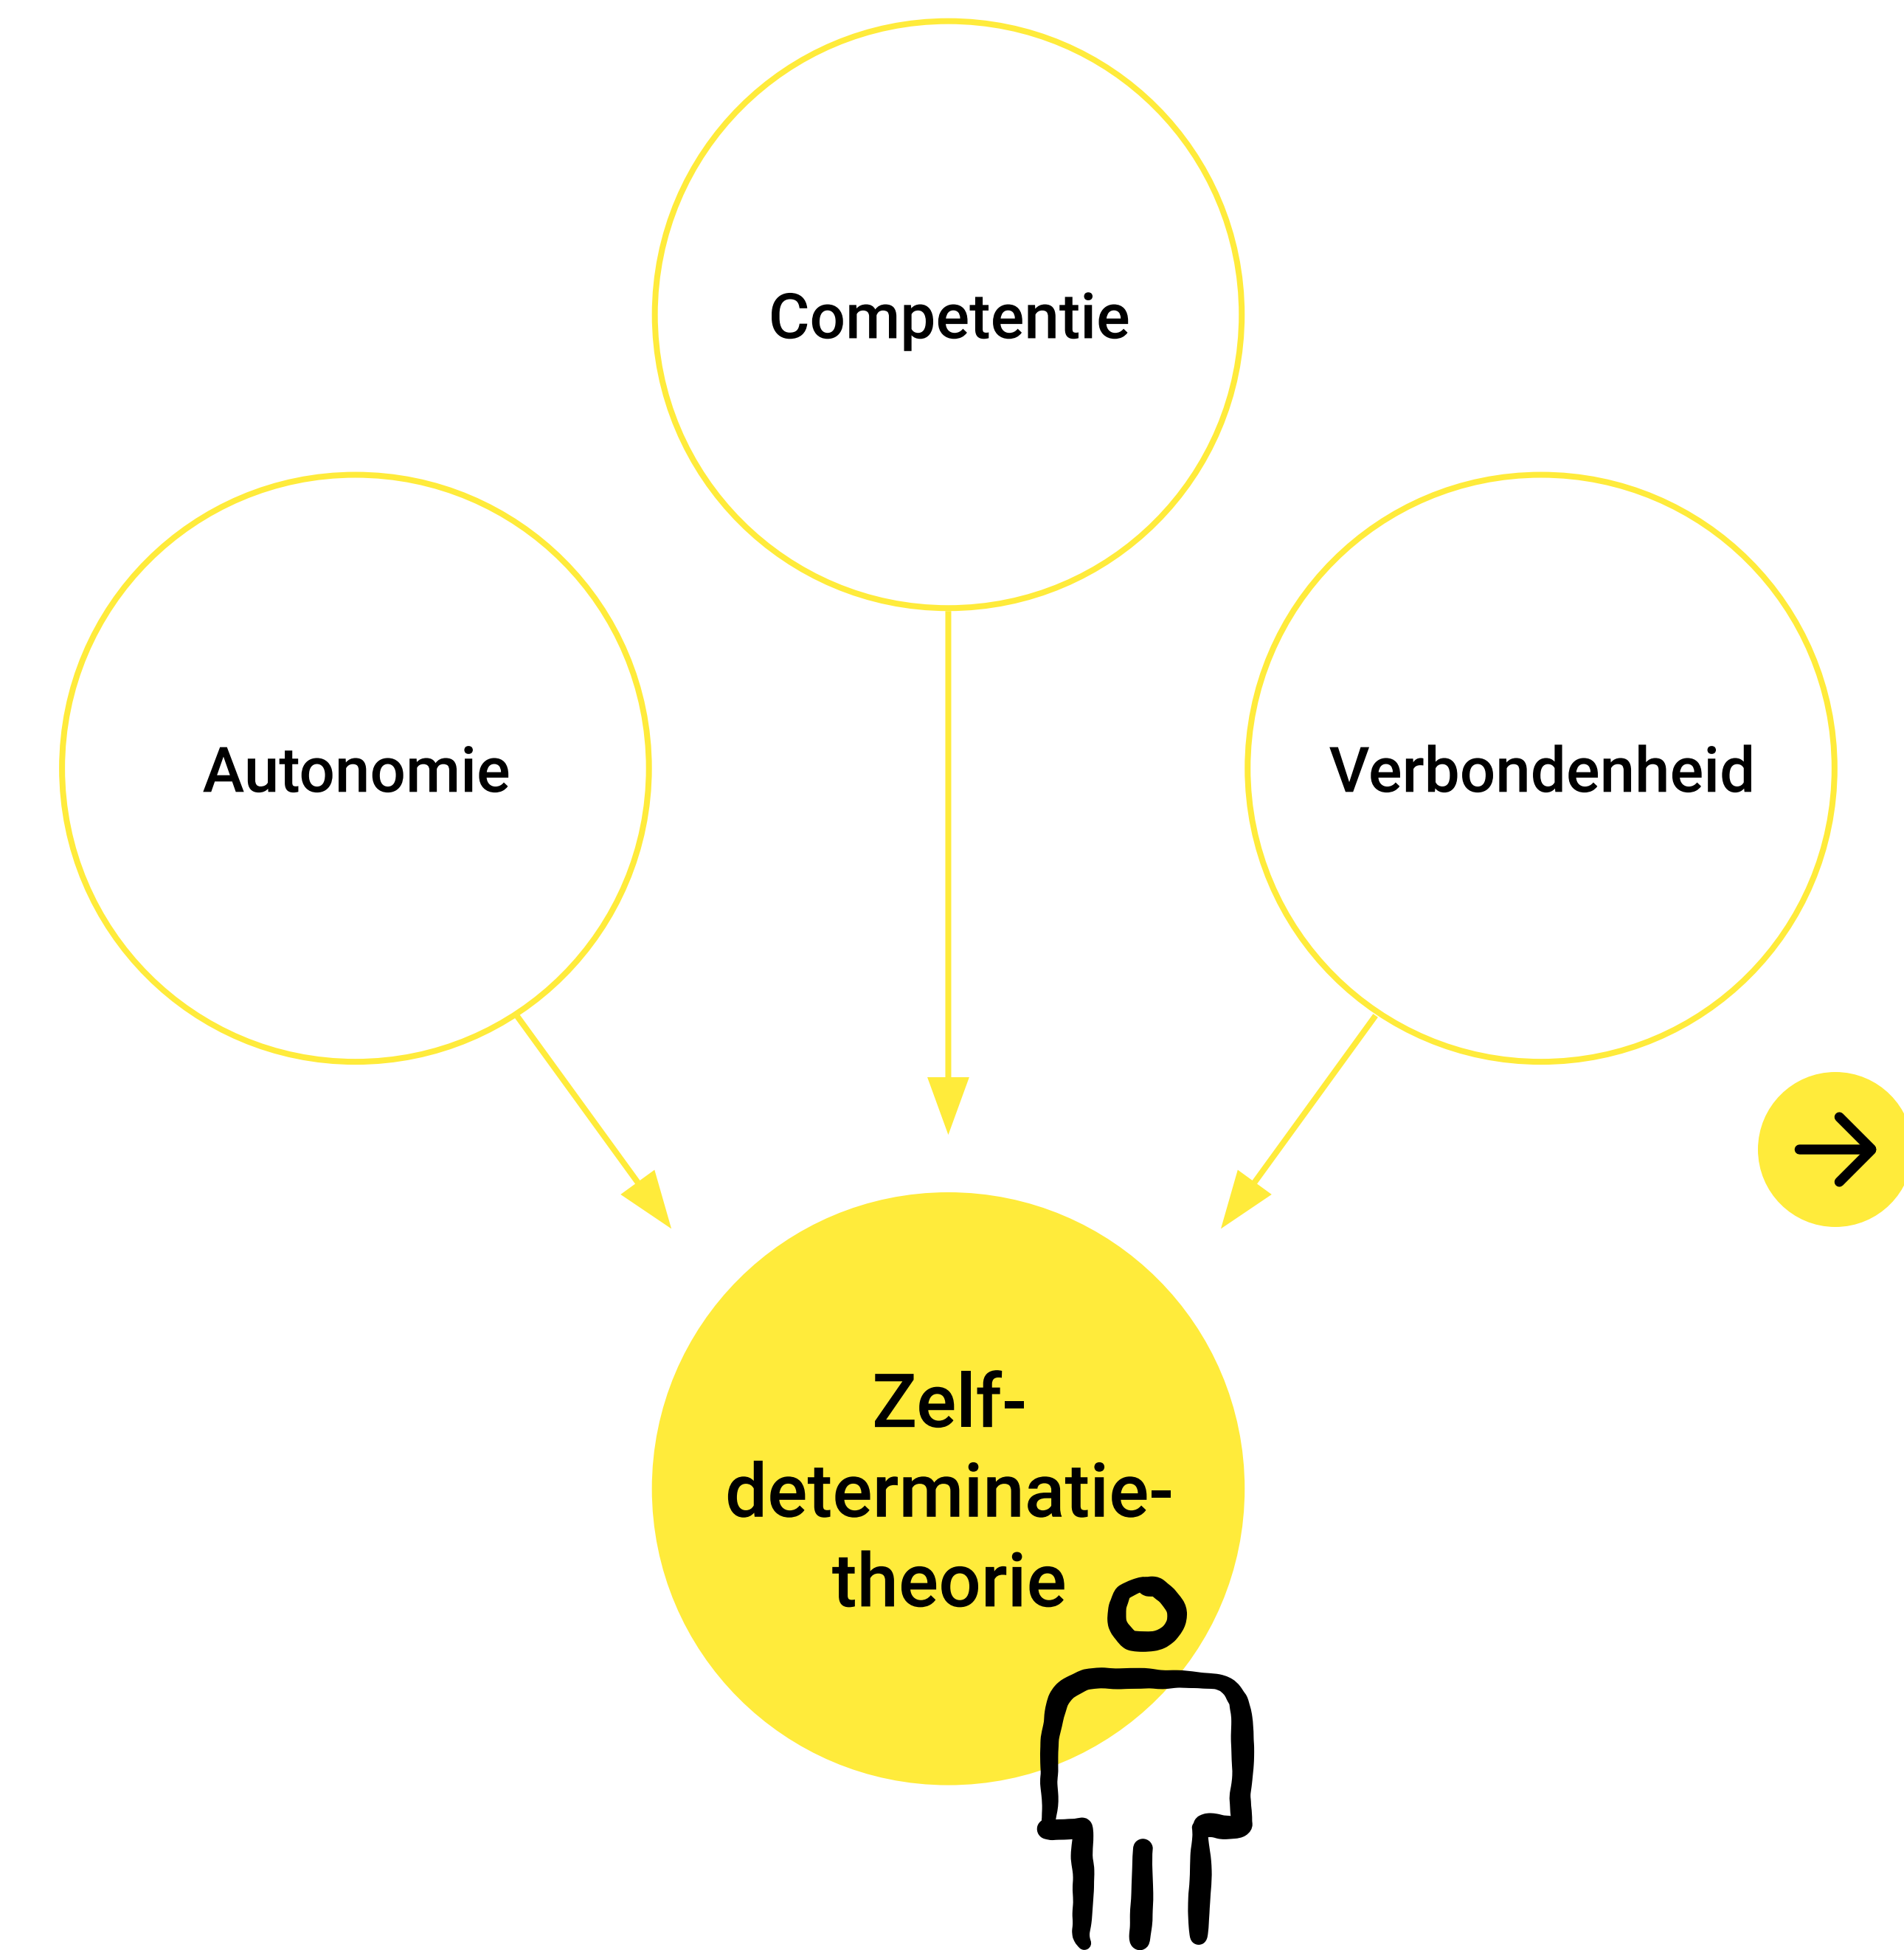 Competentie
Autonomie
Verbondenheid
Zelf-
determinatie-
theorie